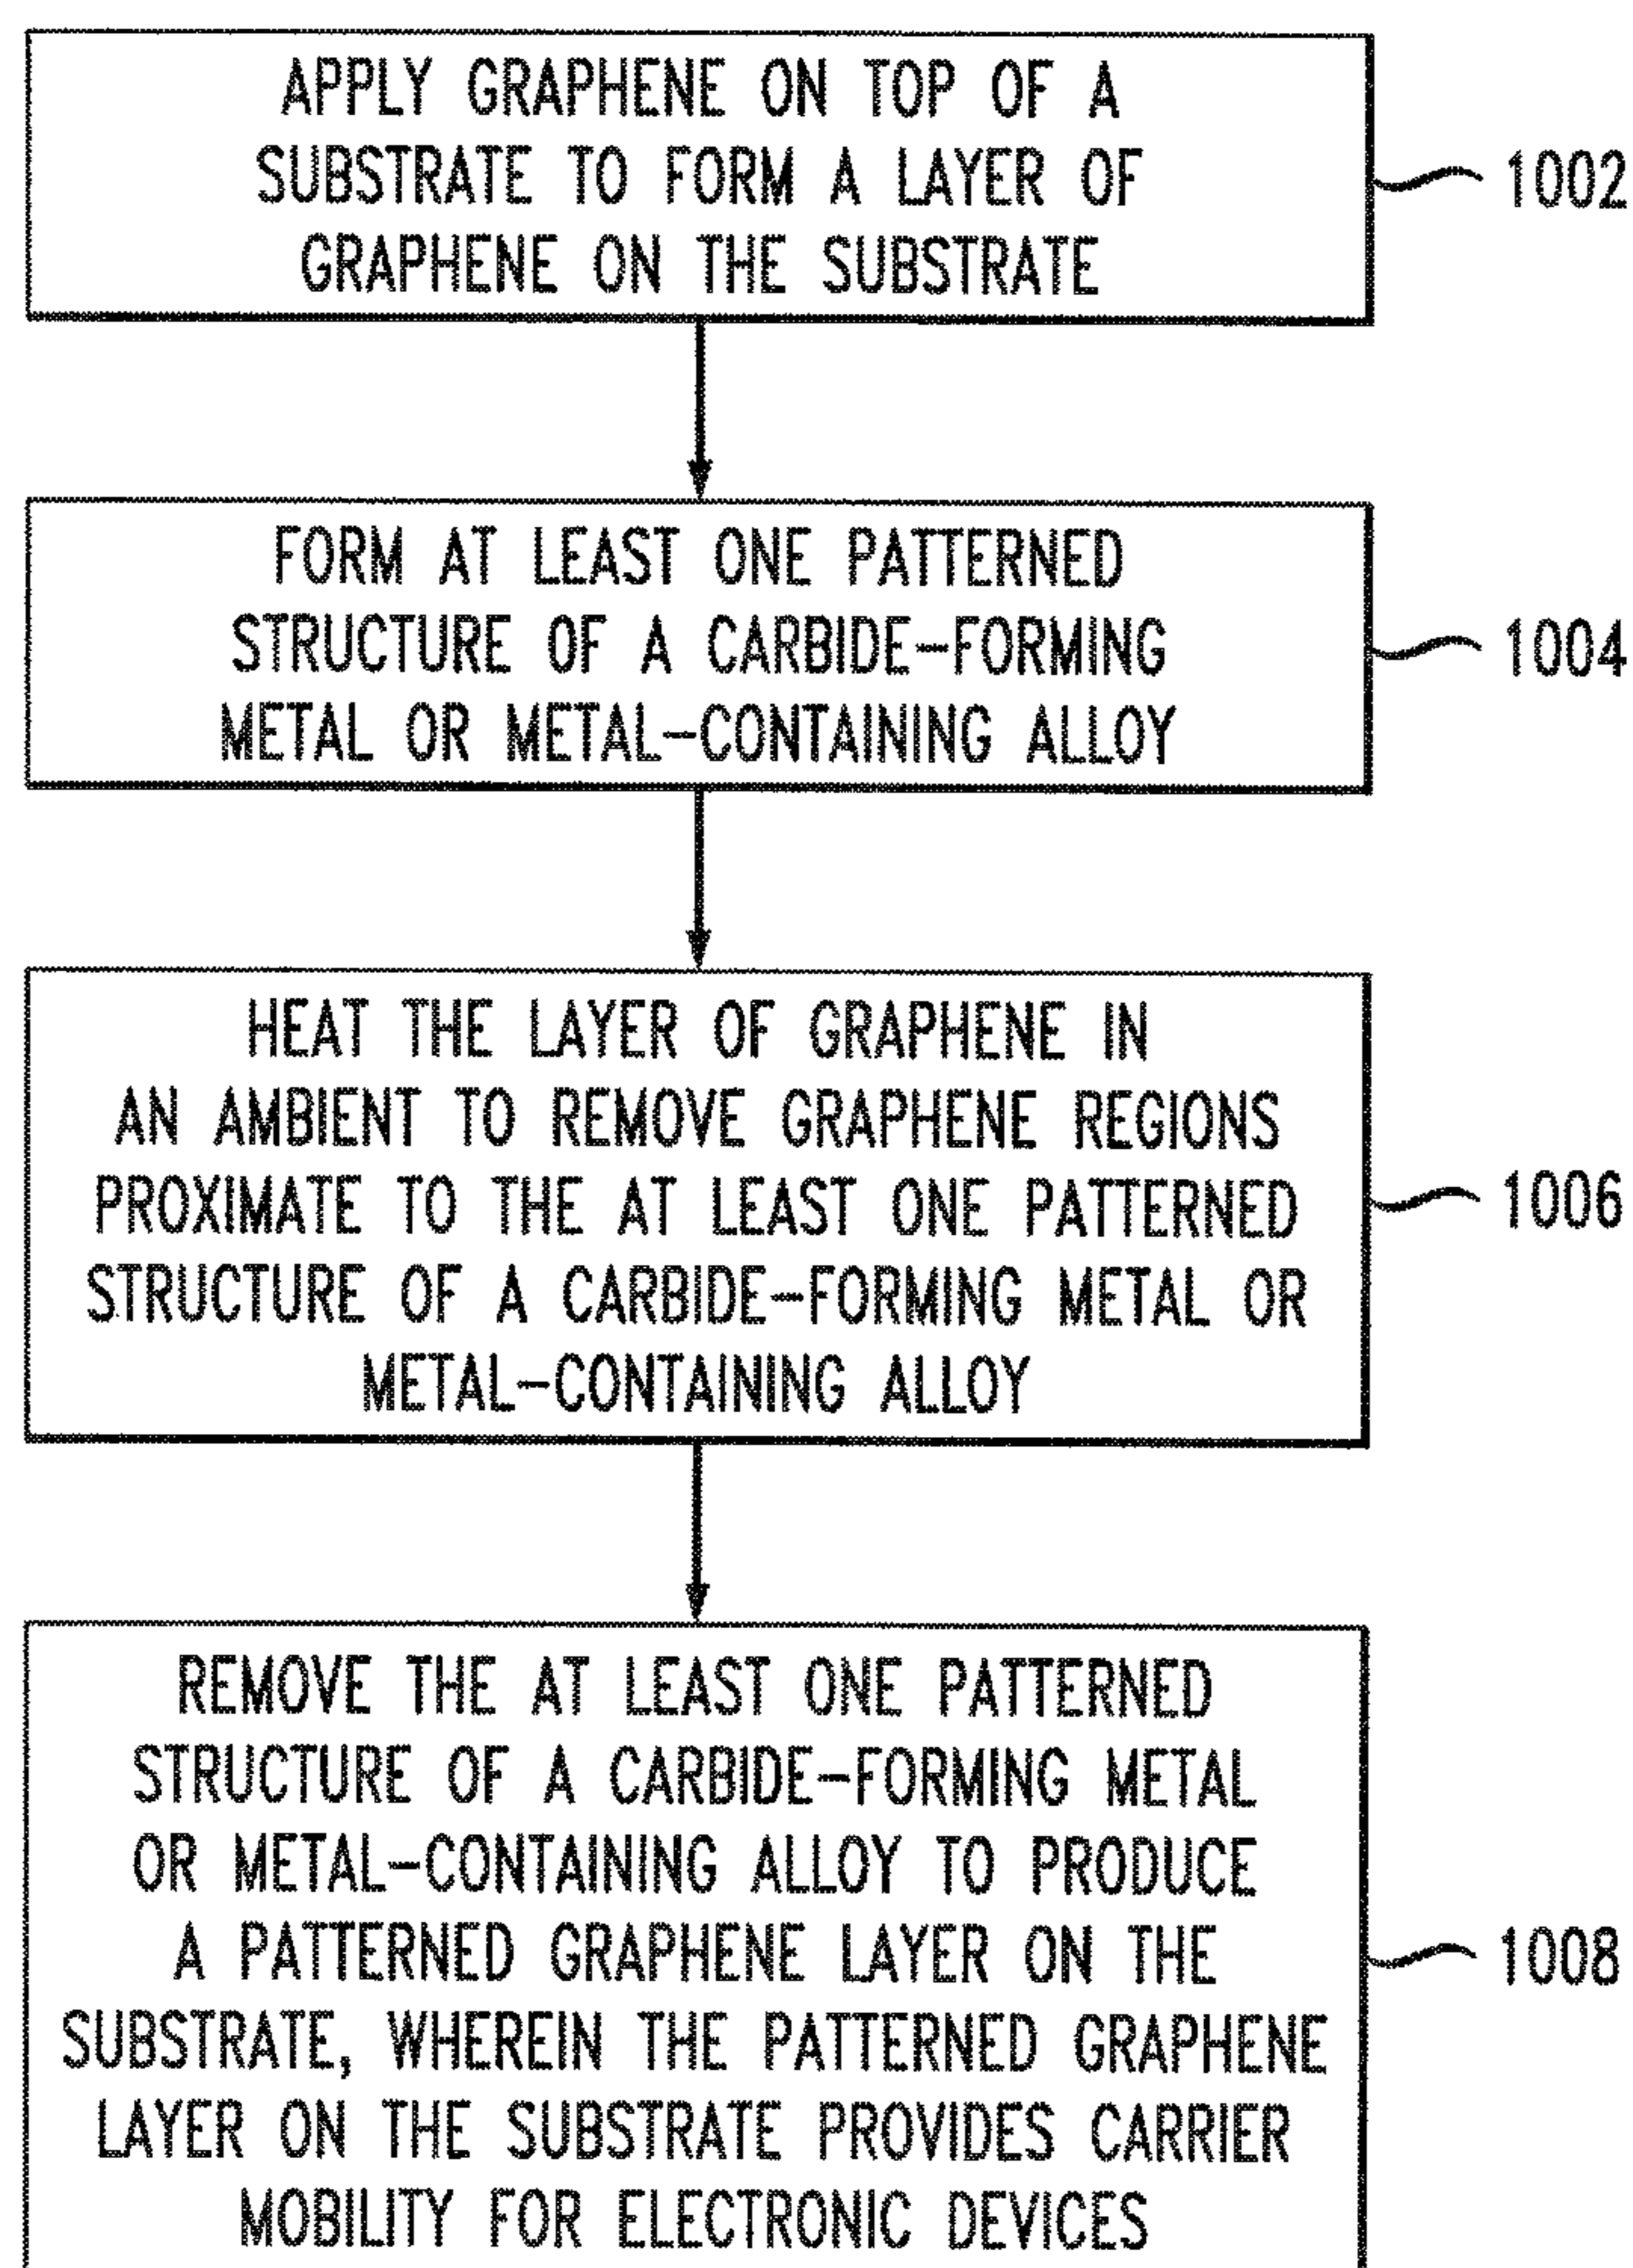 APPLY GRAPHENE ON TOP OF A
SUBSTRATE TO FORM A LAYER OF
GRAPHENE ON THE SUBSTRATE
1002
FORM AT LEAST ONE PATTERNED
STRUCTURE OF A CARBIDE-FORMING
METAL OR METAL-CONTAINING ALLOY
1004
HEAT THE LAYER OF GRAPHENE IN
AN AMBIENT TO REMOVE GRAPHENE REGIONS
PROXIMATE TO THE AT LEAST ONE PATTERNED
STRUCTURE OF A CARBIDE-FORMING METAL OR
METAL-CONTAINING ALLOY
1006
REMOVE THE AT LEAST ONE PATTERNED
STRUCTURE OF A CARBIDE-FORMING METAL
OR METAL-CONTAINING ALLOY TO PRODUCE
A PATTERNED GRAPHENE LAYER ON THE
SUBSTRATE, WHEREIN THE PATTERNED GRAPHENE
LAYER ON THE SUBSTRATE PROVIDES CARRIER
MOBILITY FOR ELECTRONIC DEVICES
1008